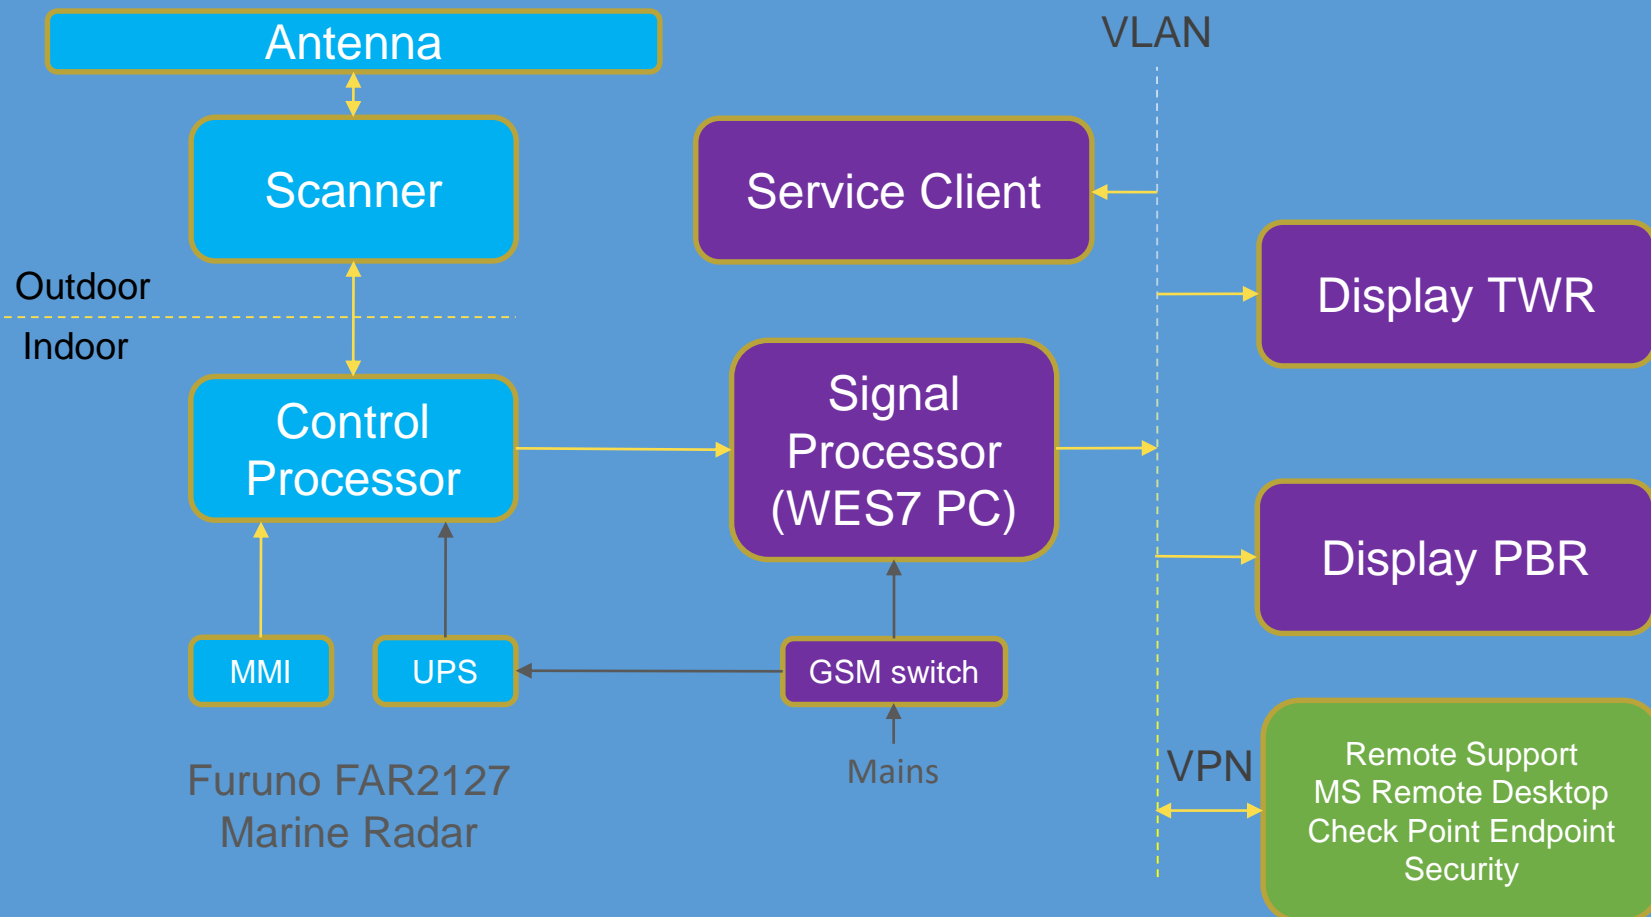 Antenna
VLAN
Scanner
Service Client
Outdoor
Indoor
Display TWR
Control
Processor
Signal
Processor
(WES7 PC)
Display PBR
MMI
UPS
GSM switch
Mains
Furuno FAR2127
Marine Radar
VPN
Remote Support
MS Remote Desktop
Check Point Endpoint
Security